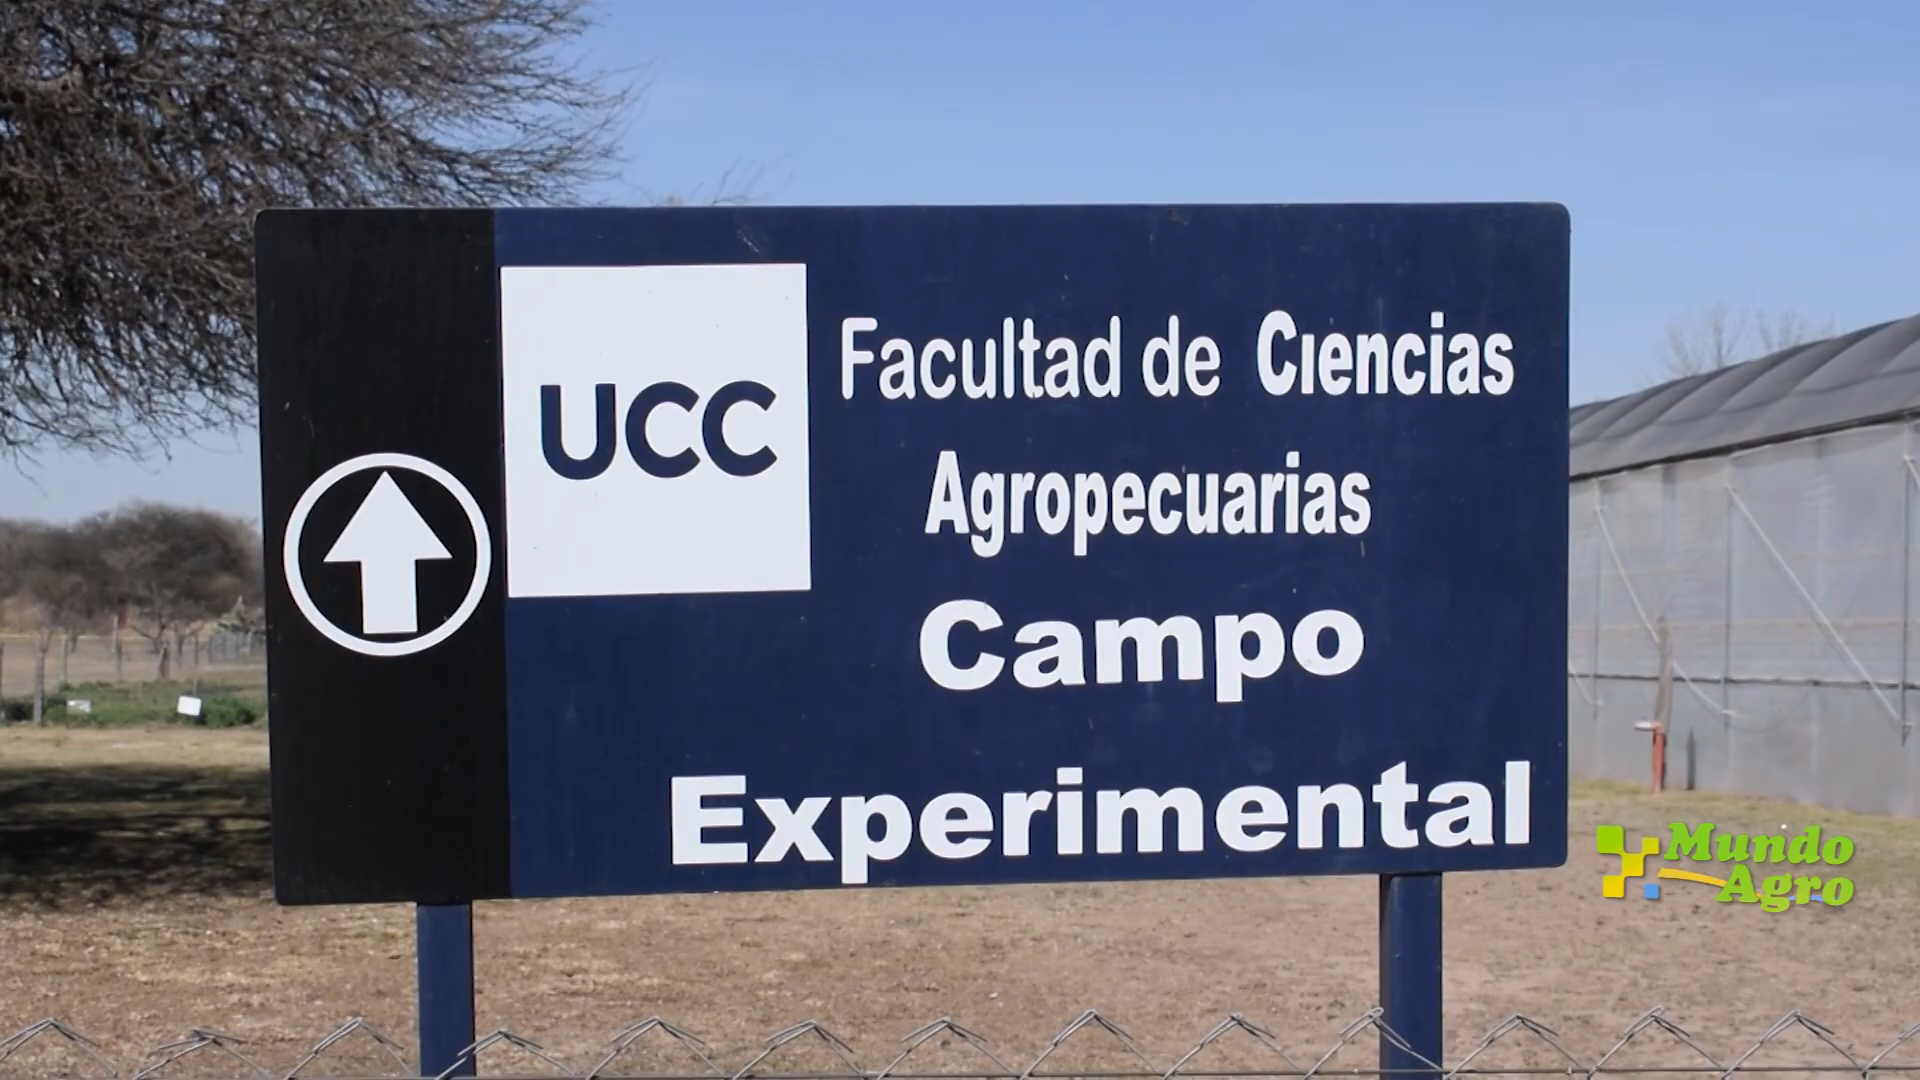 UCC
Facultad de Ciencias
Agropecuarias
Campo
Experimental
Mundo
Agro